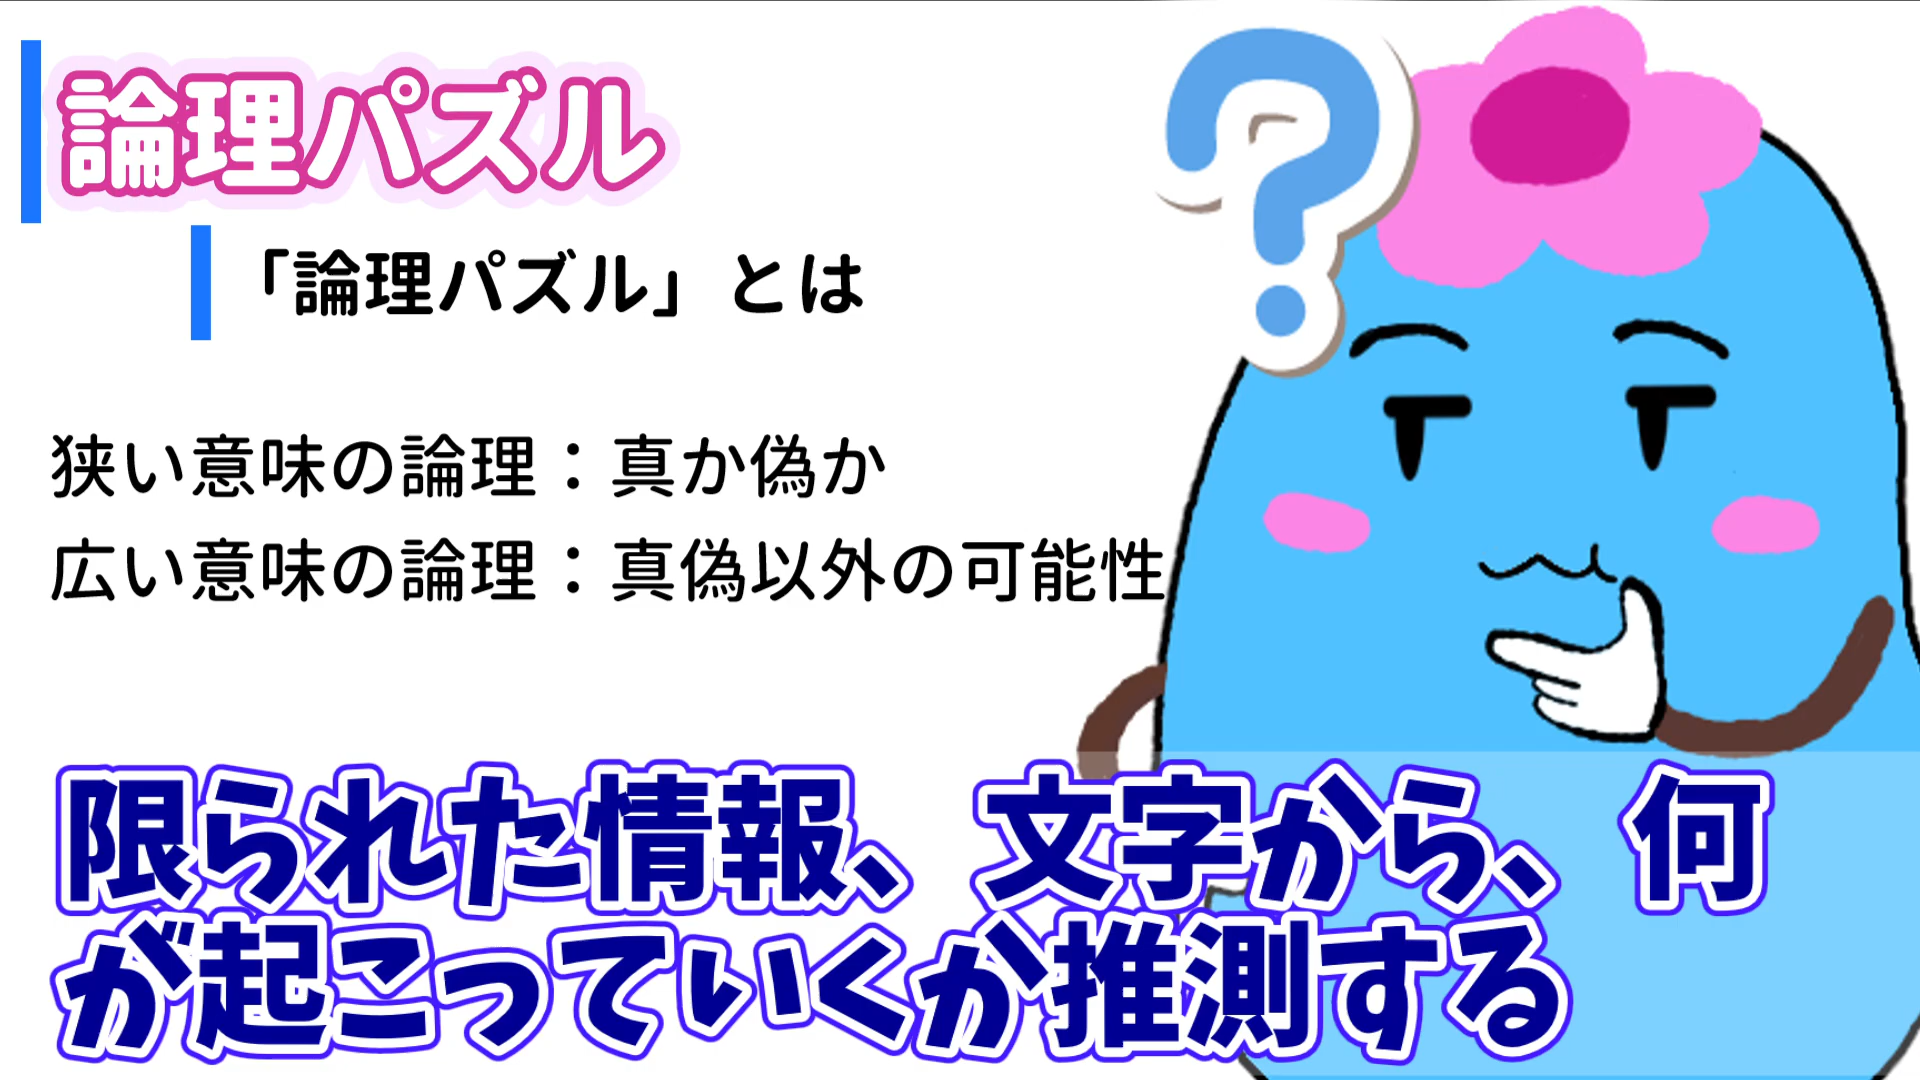 論理パズル
「論理パズル」とは
狭い意味の論理：真か偽か
広い意味の論理：真偽以外の可能性
限られた情報、文字から、何
が起こっていくか推測する